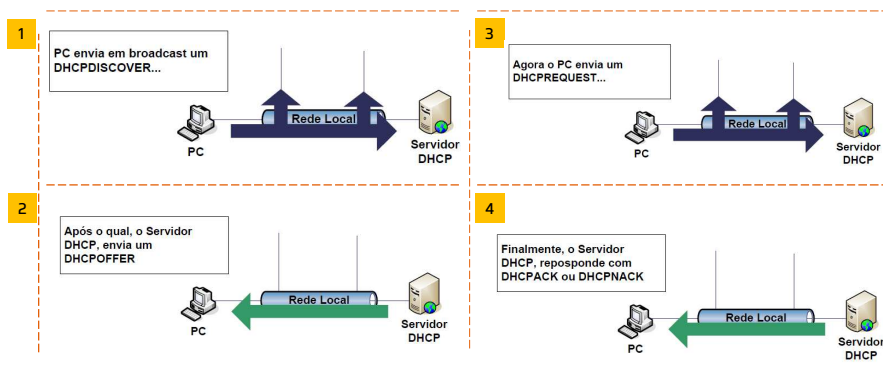 1
PC envia em broadcast um
DHCPDISCOVER...
Rede Local
PC
Servidor
DHCP
2
Após o qual, o Servidor
DHCP, envia um
DHCPOFFER
Rede Local
PC
Servidor
DHCP
3
Agora o PC envia um
DHCPREQUEST...
Rede Local
PC
Servidor
DHCP
4
Finalmente, o Servidor
DHCP, reposponde com
DHCPACK ou DHCPNACK
Rede Local
PC
Servidor
DHCP